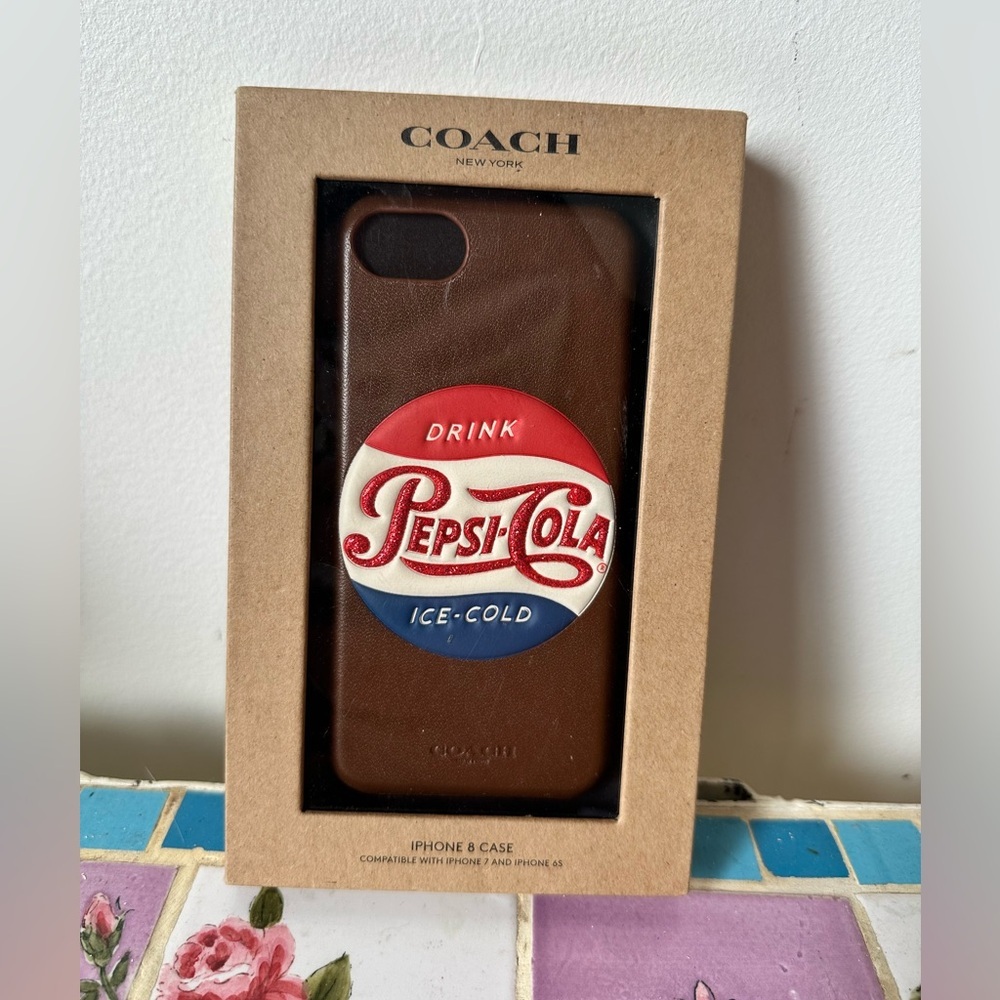 COACH
NEW YORK
DRINK
PEPSI-COLA®
ICE-COLD
COACH
IPHONE 8 CASE
COMPATIBLE WITH IPHONE 7 AND IPHONE 6S